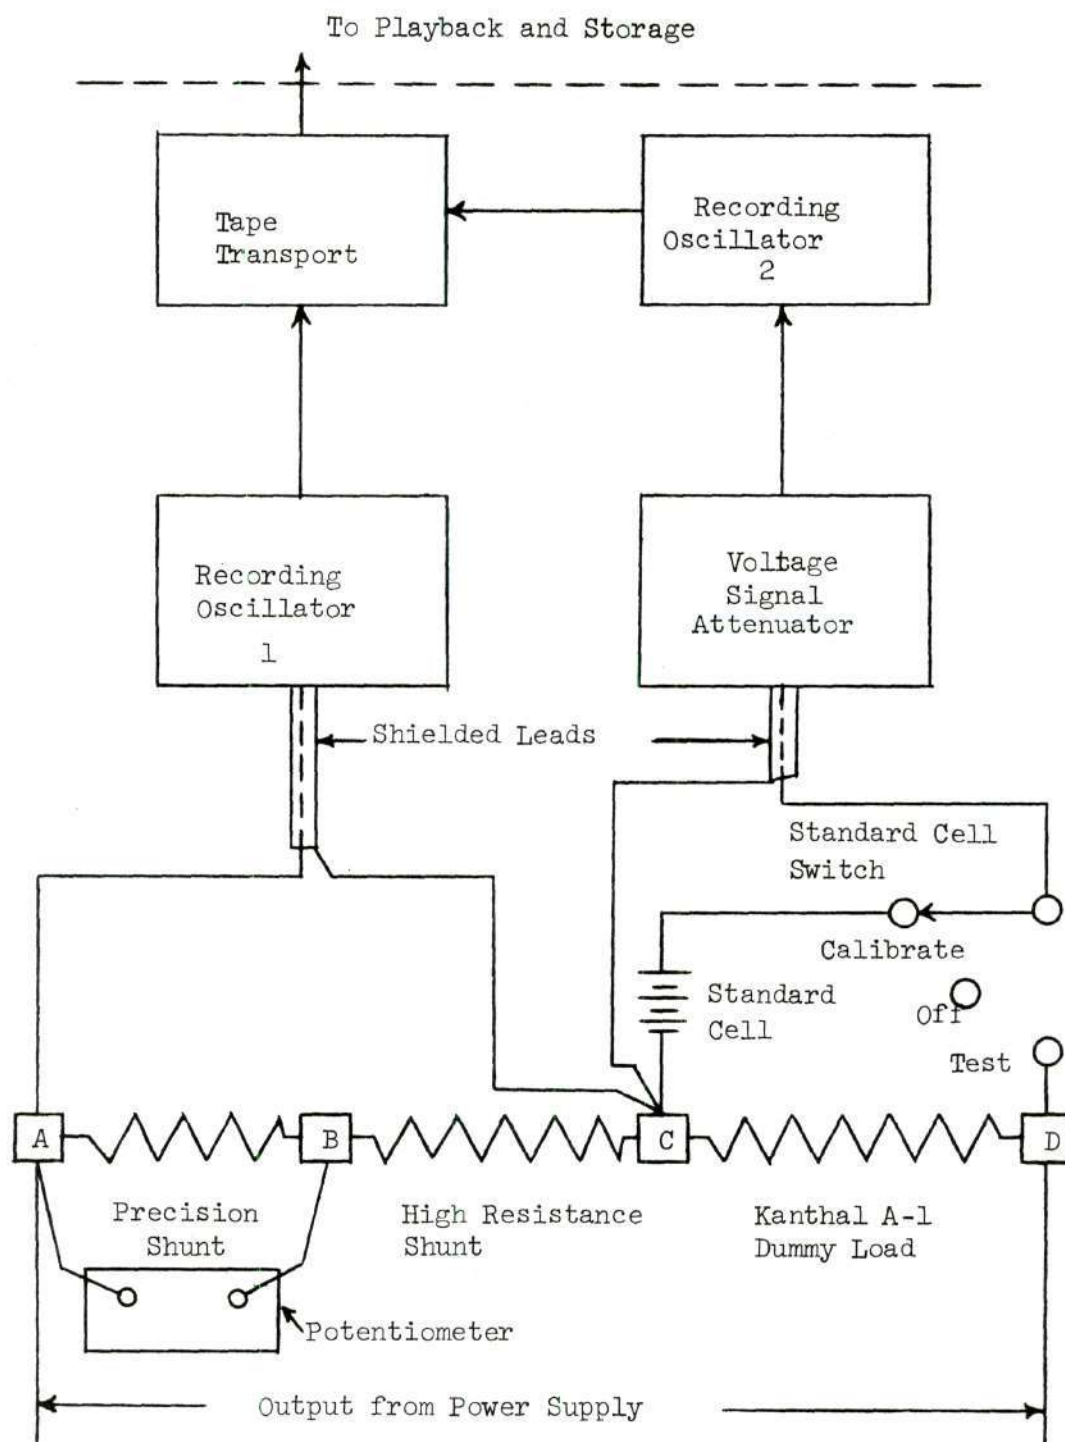 To Playback and Storage
Tape
Transport
Recording
Oscillator
2
Recording
Oscillator
1
Voltage
Signal
Attenuator
Shielded Leads
Standard Cell
Switch
Calibrate
Standard
Cell
Off
Test
A
B
C
D
Precision
Shunt
High Resistance
Shunt
Kanthal A-1
Dummy Load
Potentiometer
Output from Power Supply